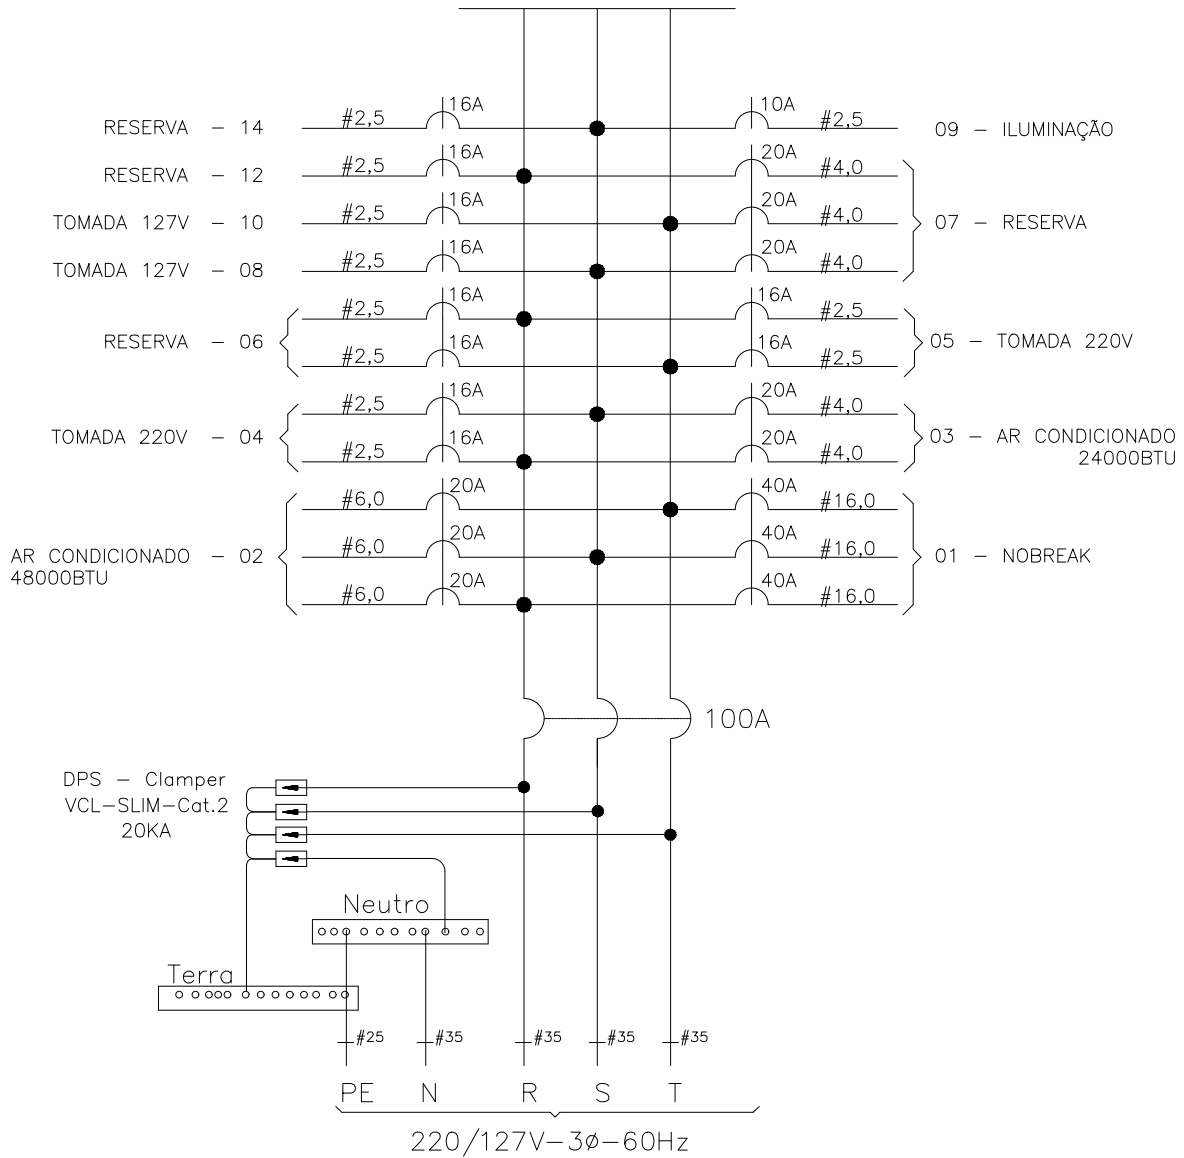 16A 10A
RESERVA - 14 #2,5 #2,5 09 - ILUMINAÇÃO
16A 20A
RESERVA - 12 #2,5 #4,0
16A 20A
TOMADA 127V - 10 #2,5 #4,0 07 - RESERVA
16A 20A
TOMADA 127V - 08 #2,5 #4,0
16A 16A
#2,5 #2,5
RESERVA - 06 05 - TOMADA 220V
16A 16A
#2,5 #2,5
16A 20A
#2,5 #4,0
TOMADA 220V - 04 03 - AR CONDICIONADO
24000BTU
16A 20A
#2,5 #4,0
20A 40A
#6,0 #16,0
20A 40A
AR CONDICIONADO - 02 #6,0 #16,0 01 - NOBREAK
48000BTU
20A 40A
#6,0 #16,0
100A
DPS - Clamper
VCL-SLIM-Cat.2
20KA
Neutro
Terra
#25 #35 #35 #35 #35
PE N R S T
220/127V-3ø-60Hz